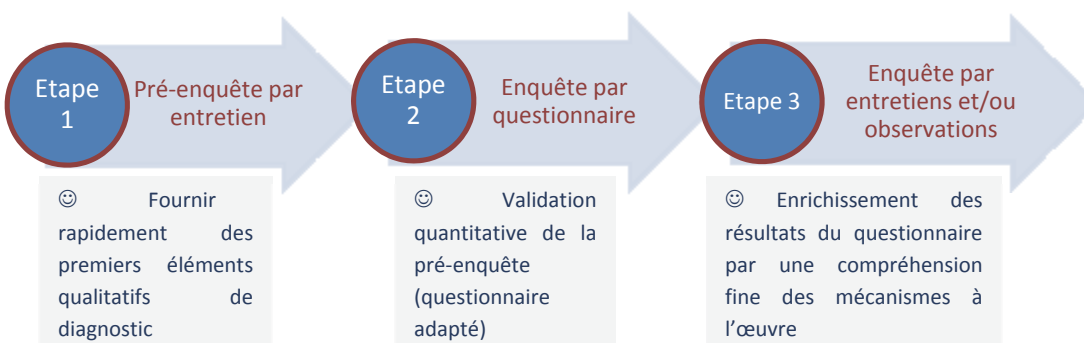 Etape
1
Pré-enquête par
entretien
☺ Fournir
rapidement des
premiers éléments
qualitatifs de
diagnostic
Etape
2
Enquête par
questionnaire
☺ Validation
quantitative de la
pré-enquête
(questionnaire
adapté)
Etape 3
Enquête par
entretiens et/ou
observations
☺ Enrichissement des
résultats du questionnaire
par une compréhension
fine des mécanismes à
l’œuvre